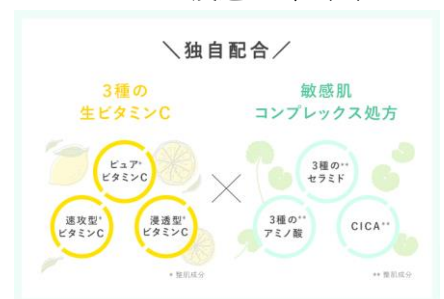 ＼独自配合／
3種の
生ビタミンC
敏感肌
コンプレックス処方
ピュア*
ビタミンC
速攻型*
ビタミンC
浸透型*
ビタミンC
×
3種の**
セラミド
3種の**
アミノ酸
CICA**
* 整肌成分
** 整肌成分